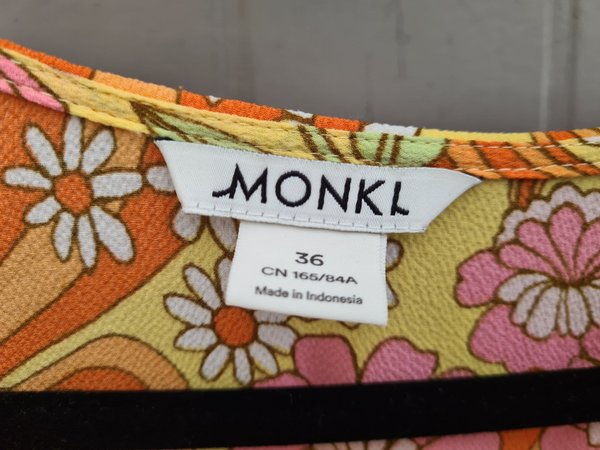 MONKI
36
CN 165/84A
Made in Indonesia